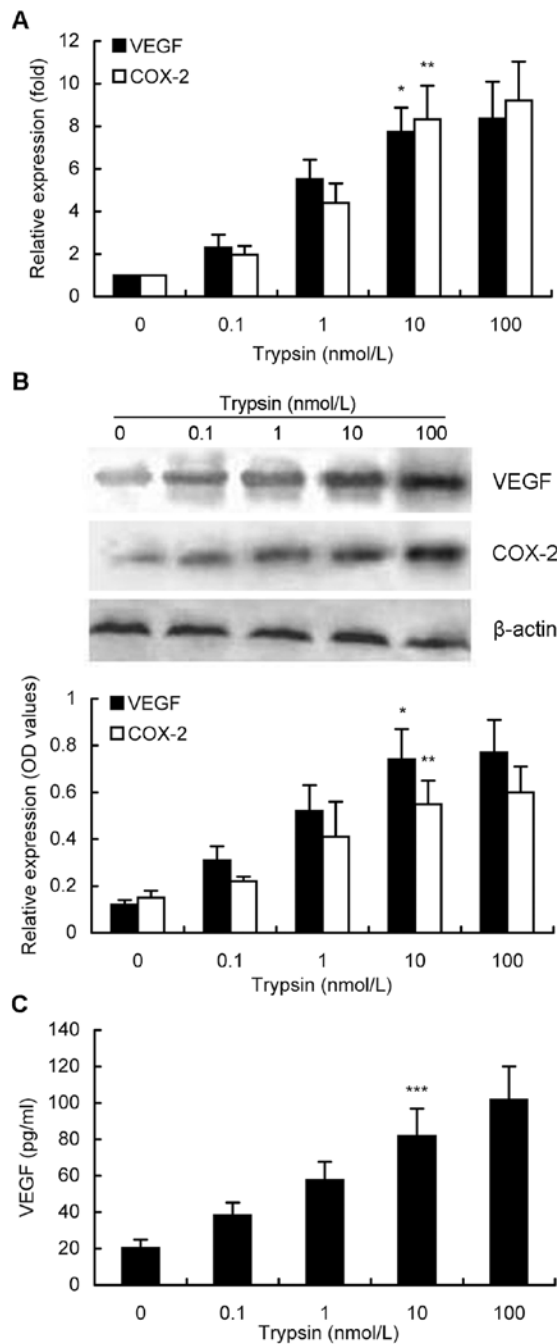 A
Relative expression (fold)
VEGF
COX-2
12
10
8
6
4
2
0
*
**
0 0.1 1 10 100
Trypsin (nmol/L)
B
Trypsin (nmol/L)
0 0.1 1 10 100
VEGF
COX-2
β-actin
Relative expression (OD values)
VEGF
COX-2
1
0.8
0.6
0.4
0.2
0
*
**
0 0.1 1 10 100
Trypsin (nmol/L)
C
VEGF (pg/ml)
140
120
100
80
60
40
20
0
***
0 0.1 1 10 100
Trypsin (nmol/L)